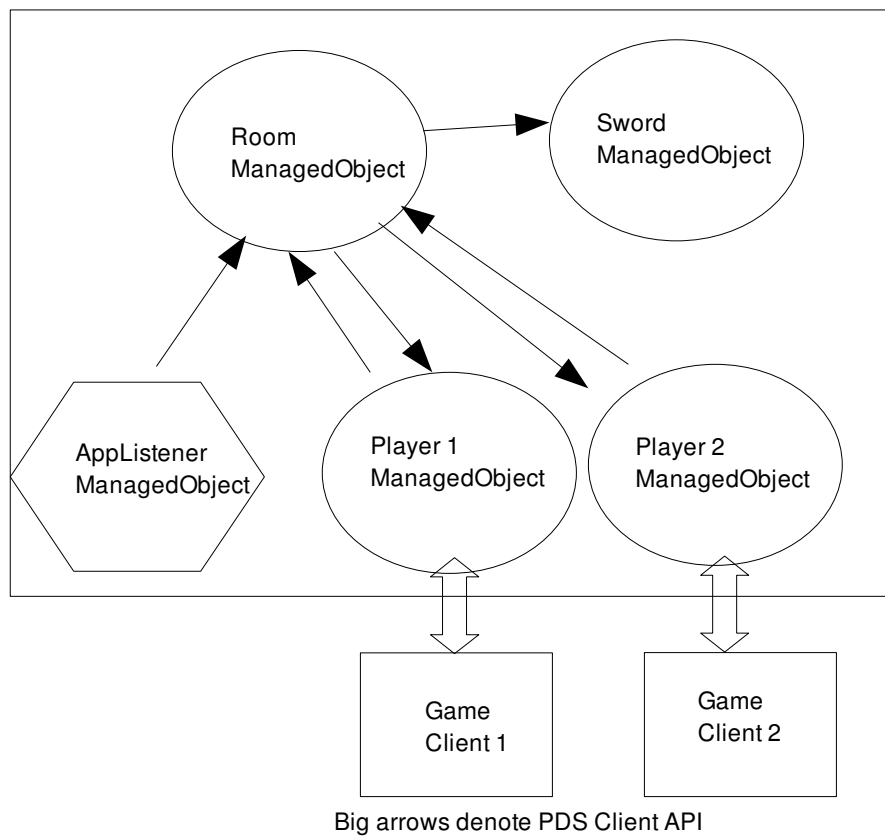 Room
ManagedObject
Sword
ManagedObject
AppListener
ManagedObject
Player 1
ManagedObject
Player 2
ManagedObject
Game
Client 1
Game
Client 2
Big arrows denote PDS Client API